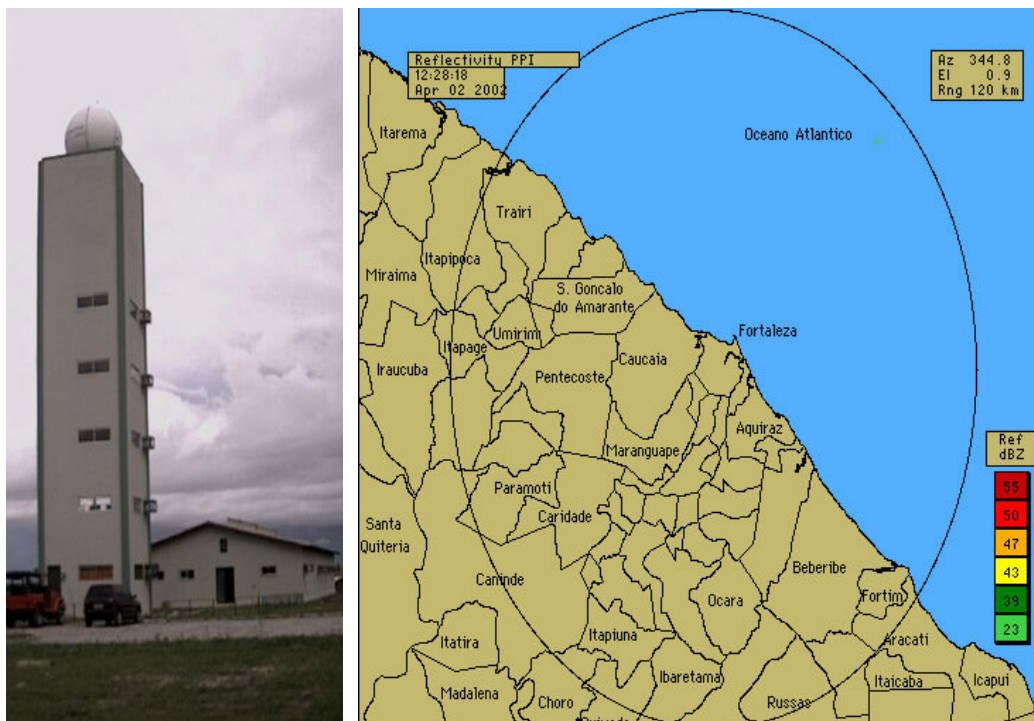 Reflectivity PPI
12:28:18
Apr 02 2002
Az 344.8
El 0.9
Rng 120 km
Oceano Atlantico
Itarema
Trairi
Itapipoca
Miraima
S. Goncalo
do Amarante
Umirimi
Fortaleza
Itapage
Caucaia
Iraucuba
Pentecoste
Aquiraz
Maranguape
Ref
dBZ
55
50
47
43
39
23
Paramoti
Caridade
Santa
Quiteria
Caninde
Beberibe
Ocara
Fortim
Itapiuna
Aracati
Itatira
Ibaretama
Itaicaba
Icapui
Madalena
Choro
Russas